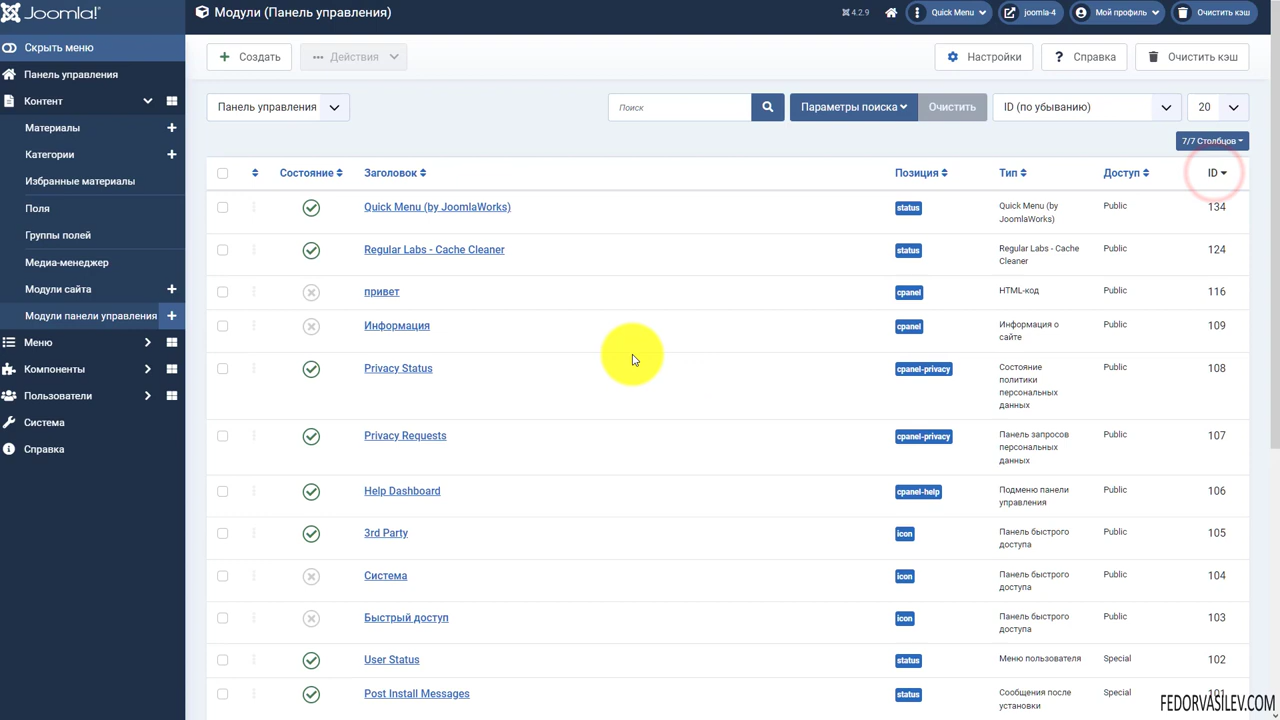 Joomla!
Модули (Панель управления)
4.2.9
Quick Menu
joomla-4
Мой профиль
Очистить кэш
Скрыть меню
Панель управления
Контент
Материалы
Категории
Избранные материалы
Поля
Группы полей
Медиа-менеджер
Модули сайта
Модули панели управления
Меню
Компоненты
Пользователи
Система
Справка
Создать
Действия
Настройки
Справка
Очистить кэш
Панель управления
Поиск
Параметры поиска
Очистить
ID (по убыванию)
20
7/7 Столбцов
Состояние
Заголовок
Позиция
Тип
Доступ
ID
Quick Menu (by JoomlaWorks)
status
Quick Menu (by
JoomlaWorks)
Public
134
Regular Labs - Cache Cleaner
status
Regular Labs - Cache
Cleaner
Public
124
привет
cpanel
HTML-код
Public
116
Информация
cpanel
Информация о
сайте
Public
109
Privacy Status
cpanel-privacy
Состояние
политики
персональных
данных
Public
108
Privacy Requests
cpanel-privacy
Панель запросов
персональных
данных
Public
107
Help Dashboard
cpanel-help
Подменю панели
управления
Public
106
3rd Party
icon
Панель быстрого
доступа
Public
105
Система
icon
Панель быстрого
доступа
Public
104
Быстрый доступ
icon
Панель быстрого
доступа
Public
103
User Status
status
Меню пользователя
Special
102
Post Install Messages
status
Сообщения после
установки
Special
101
FEDORVASILEV.COM